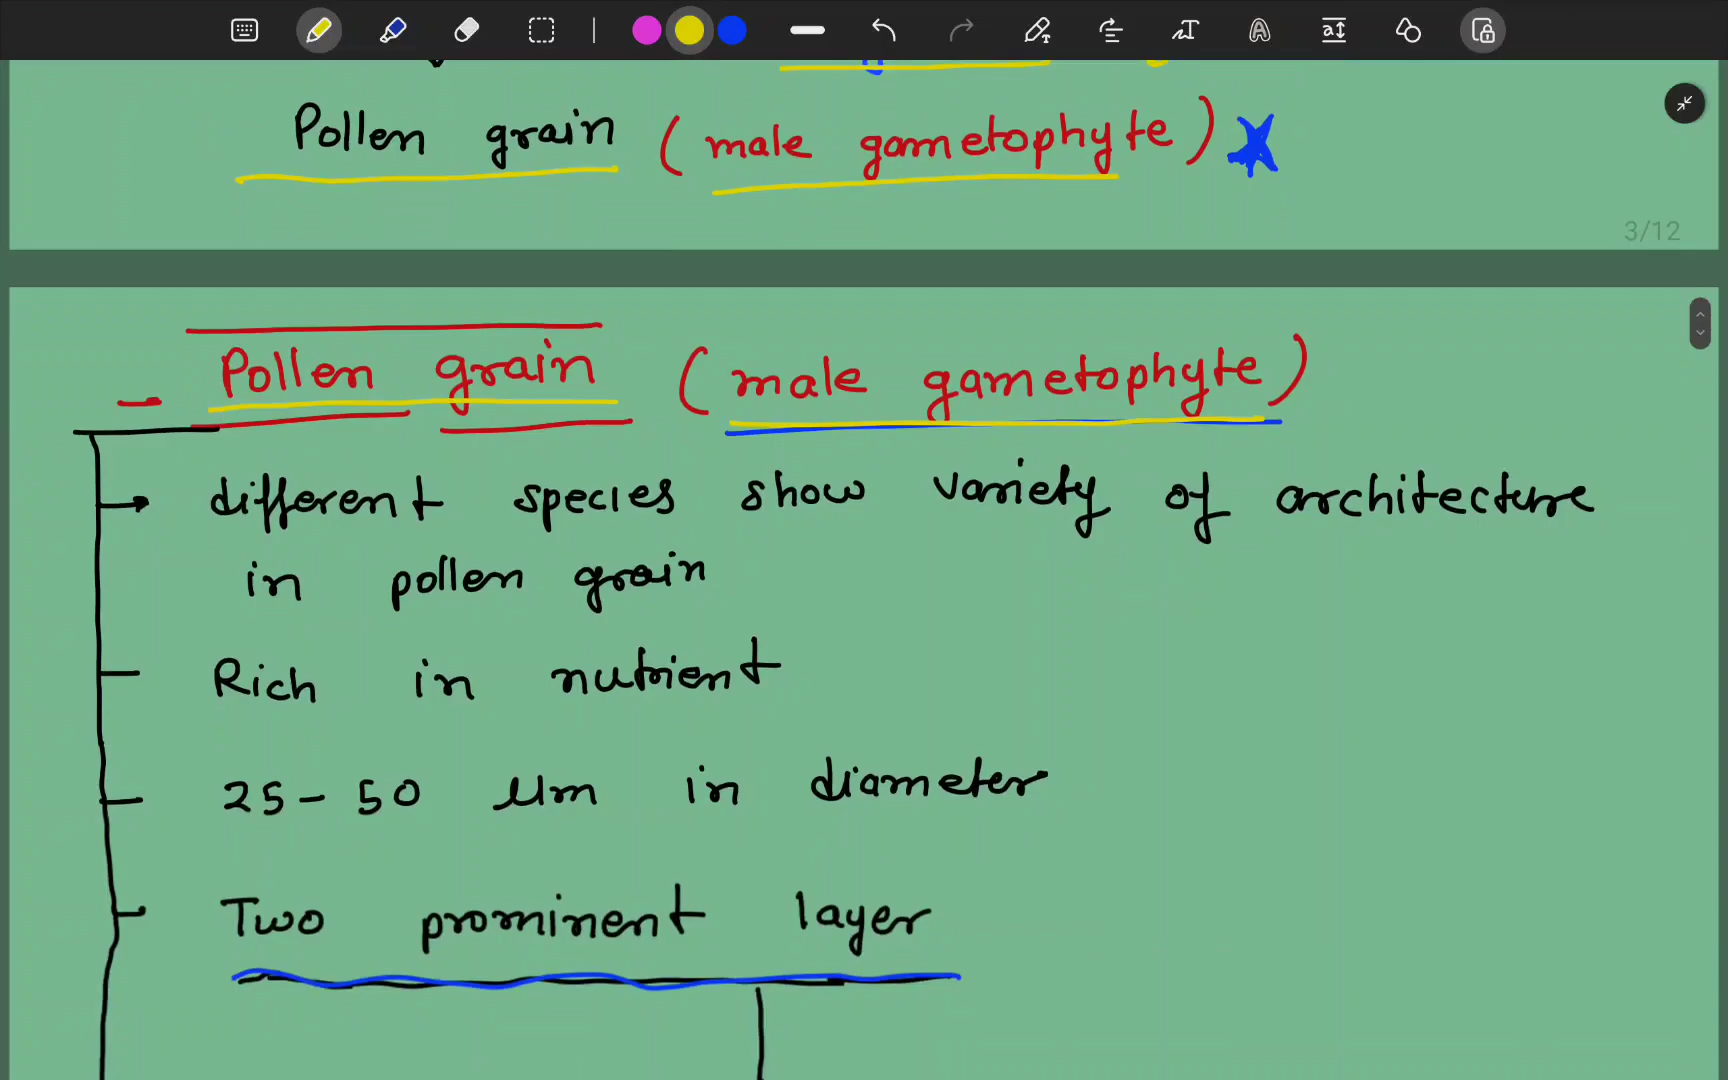 Pollen grain (male gametophyte)
3/12
Pollen grain (male gametophyte)
different species show variety of architecture
in pollen grain
Rich in nutrient
25-50 μm in diameter
Two prominent layer